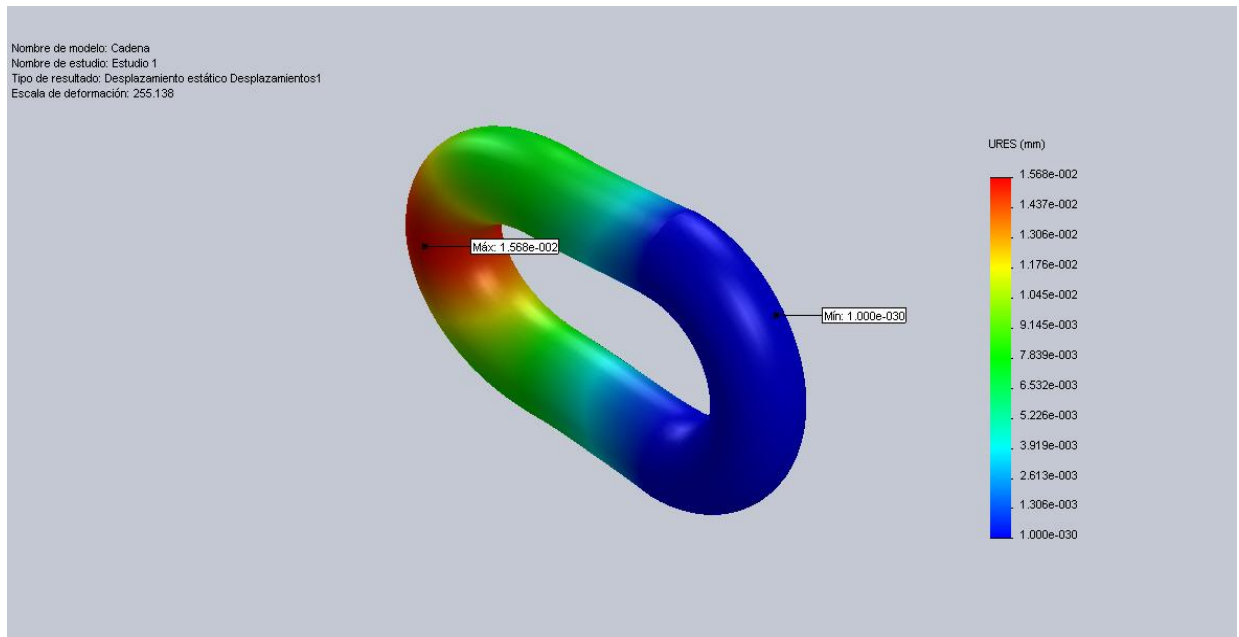 Nombre de modelo: Cadena
Nombre de estudio: Estudio 1
Tipo de resultado: Desplazamiento estático Desplazamientos1
Escala de deformación: 255.138
URES (mm)
1.568e-002
1.437e-002
1.306e-002
1.176e-002
1.045e-002
9.145e-003
7.839e-003
6.532e-003
5.226e-003
3.919e-003
2.613e-003
1.306e-003
1.000e-030
Máx: 1.568e-002
Mín: 1.000e-030